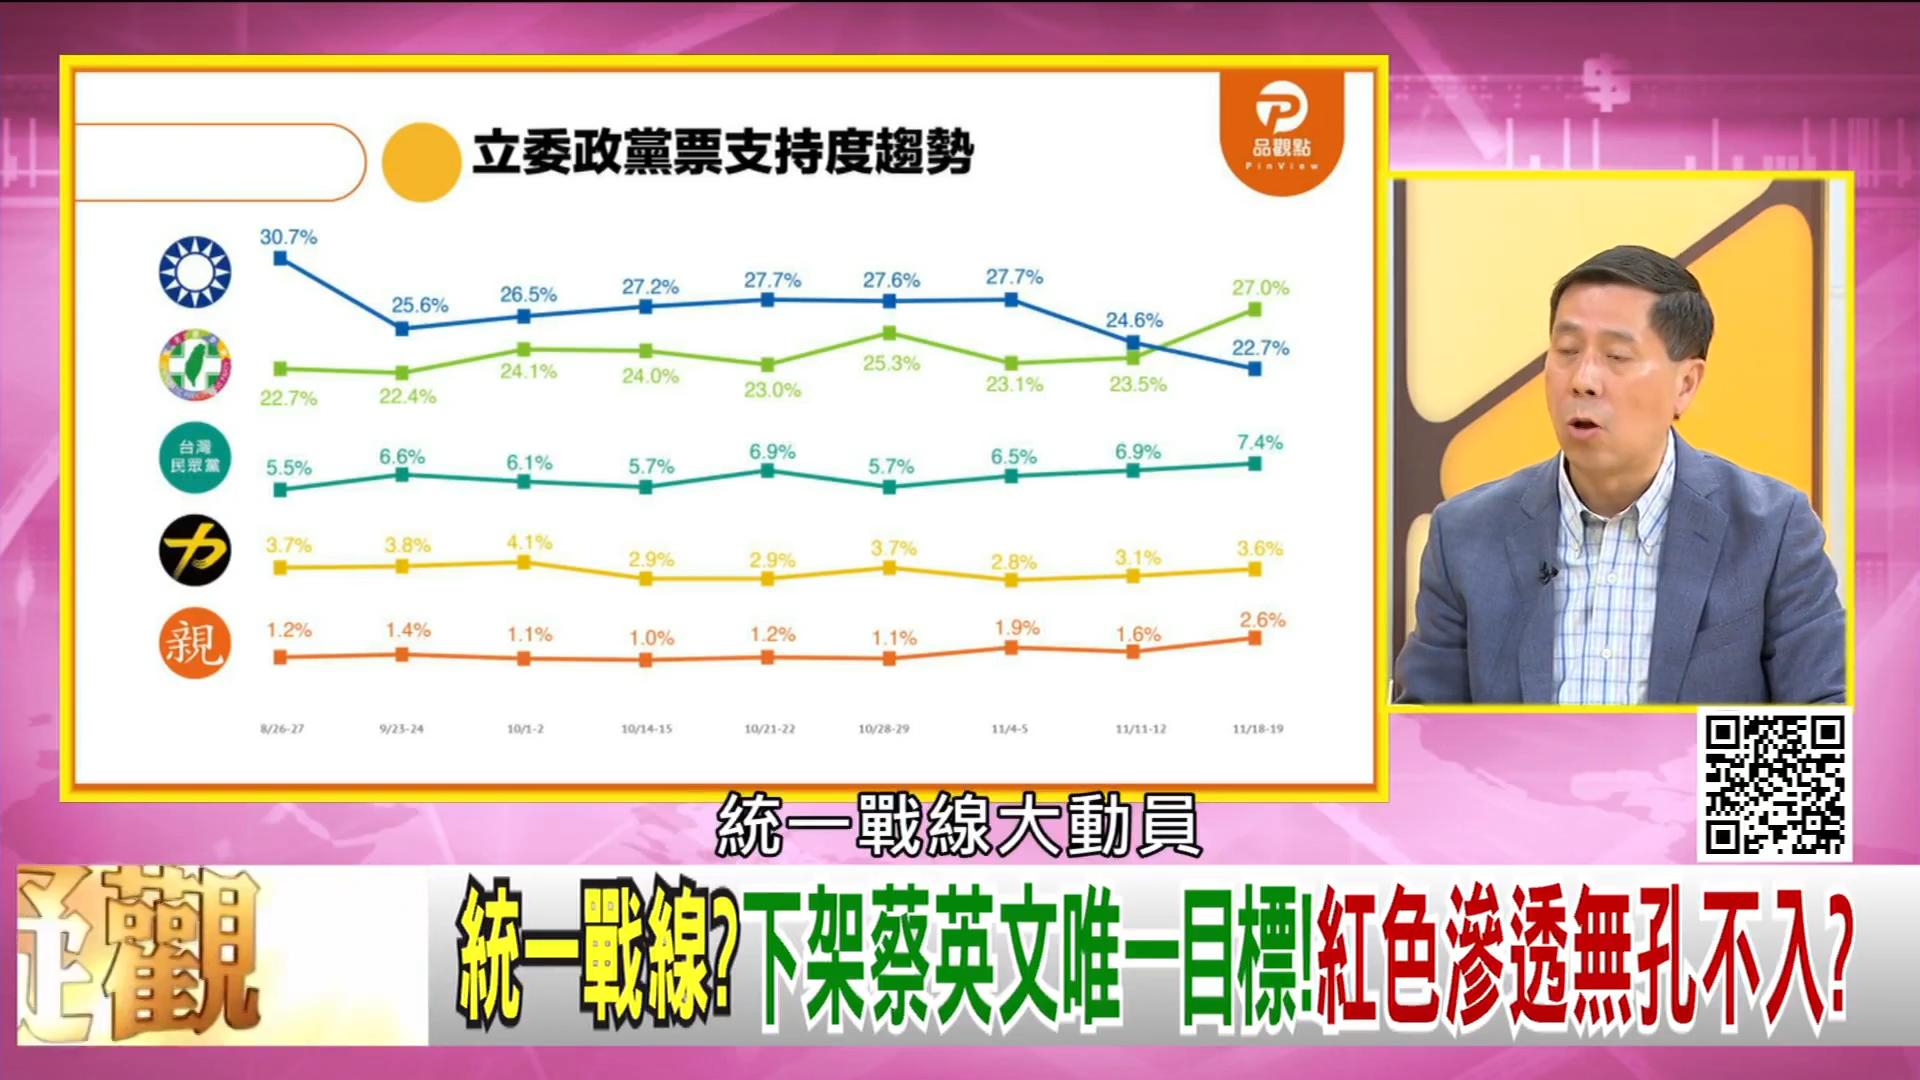 立委政黨票支持度趨勢
品觀點
PinView
30.7% 25.6% 26.5% 27.2% 27.7% 27.6% 27.7% 24.6% 22.7%
22.7% 22.4% 24.1% 24.0% 23.0% 25.3% 23.1% 23.5% 27.0%
台灣
民眾黨
5.5% 6.6% 6.1% 5.7% 6.9% 5.7% 6.5% 6.9% 7.4%
力
3.7% 3.8% 4.1% 2.9% 2.9% 3.7% 2.8% 3.1% 3.6%
親
1.2% 1.4% 1.1% 1.0% 1.2% 1.1% 1.9% 1.6% 2.6%
8/26-27 9/23-24 10/1-2 10/14-15 10/21-22 10/28-29 11/4-5 11/11-12 11/18-19
統一戰線大動員
觀
統一戰線?下架蔡英文唯一目標!紅色滲透無孔不入?